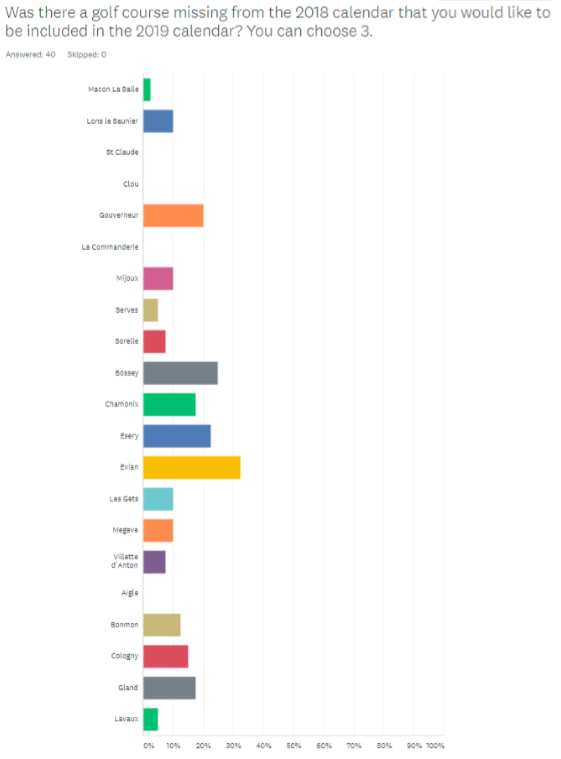 Was there a golf course missing from the 2018 calendar that you would like to
be included in the 2019 calendar? You can choose 3.
Answered: 40 Skipped: 0
Macon La Salle
Lons le Saunier
St Claude
Clou
Gouverneur
La Commanderie
Mijoux
Serves
Sorelle
Bossey
Chamonix
Esery
Evian
Les Gets
Megeve
Villette
d'Anton
Aigle
Bonmon
Cologny
Gland
Lavaux
0% 10% 20% 30% 40% 50% 60% 70% 80% 90% 100%